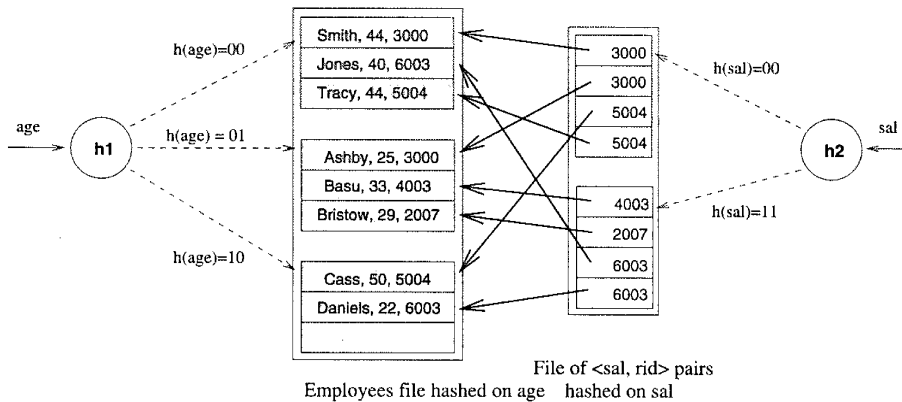 age
h1
h(age)=00
h(age) = 01
h(age)=10
Smith, 44, 3000
Jones, 40, 6003
Tracy, 44, 5004
Ashby, 25, 3000
Basu, 33, 4003
Bristow, 29, 2007
Cass, 50, 5004
Daniels, 22, 6003
3000
3000
5004
5004
4003
2007
6003
6003
h(sal)=00
h(sal)=11
sal
h2
Employees file hashed on age
File of <sal, rid> pairs
hashed on sal